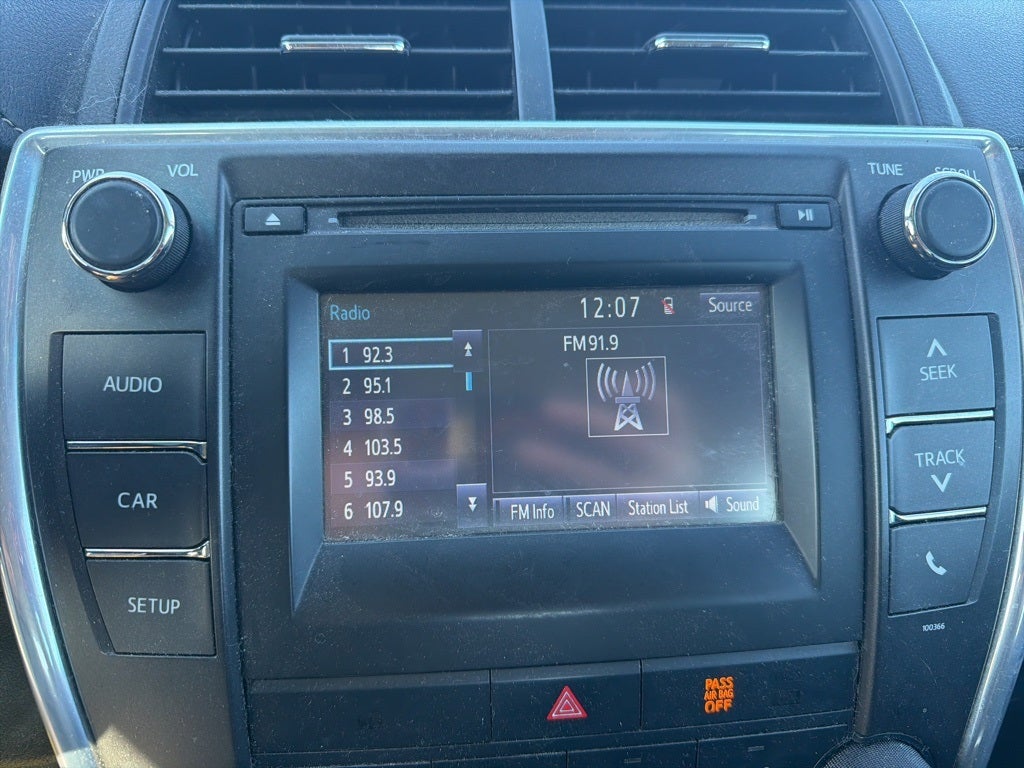 PWR VOL
TUNE SCROLL
Radio 12:07 Source
1 92.3
2 95.1
3 98.5
4 103.5
5 93.9
6 107.9
FM 91.9
FM Info SCAN Station List Sound
AUDIO
CAR
SETUP
SEEK
TRACK
100366
PASS
AIR BAG
OFF